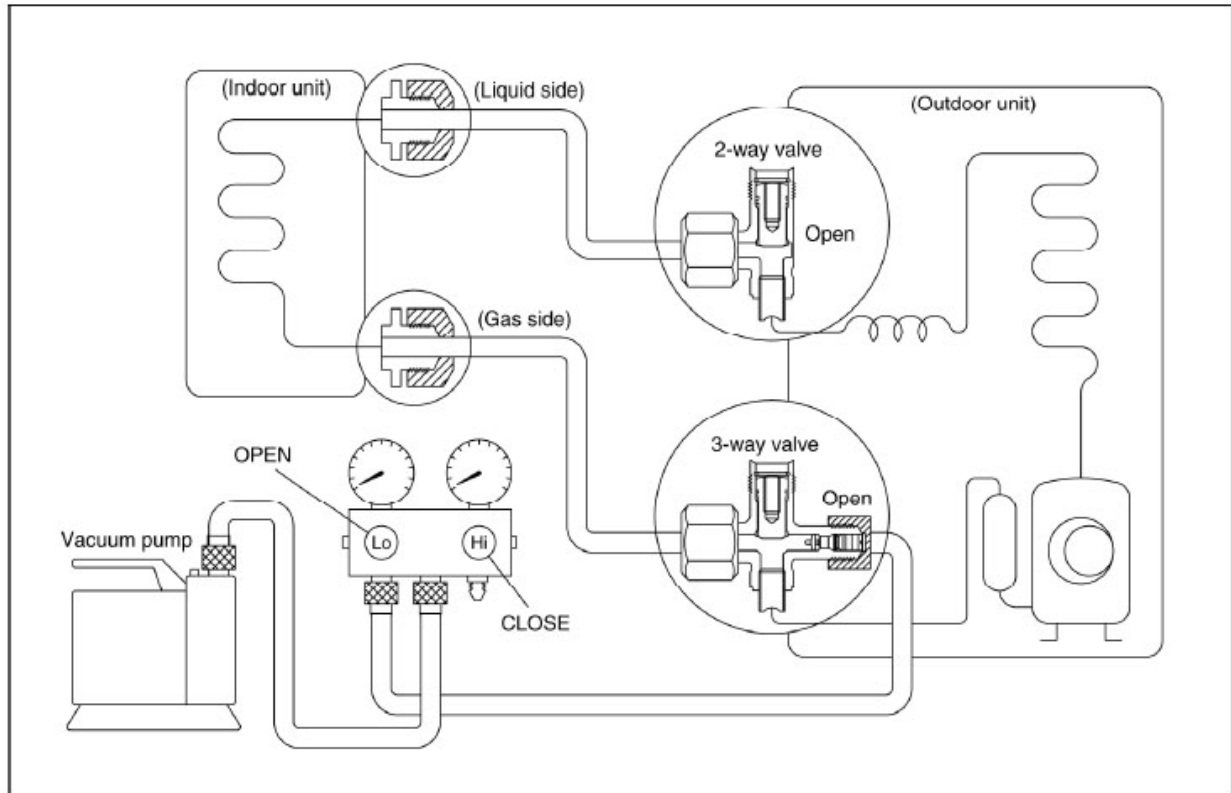 (Indoor unit)
(Liquid side)
(Outdoor unit)
2-way valve
Open
(Gas side)
3-way valve
Open
OPEN
Lo
Hi
Vacuum pump
CLOSE